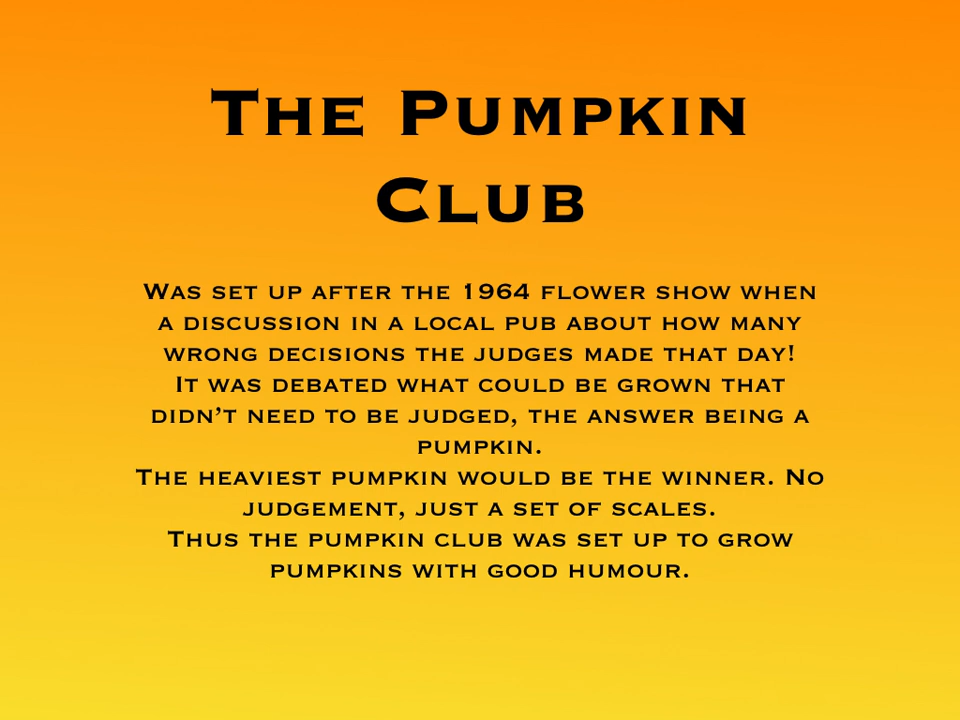 The Pumpkin
Club
Was set up after the 1964 flower show when
a discussion in a local pub about how many
wrong decisions the judges made that day!
It was debated what could be grown that
didn’t need to be judged, the answer being a
pumpkin.
The heaviest pumpkin would be the winner. No
judgement, just a set of scales.
Thus the pumpkin club was set up to grow
pumpkins with good humour.